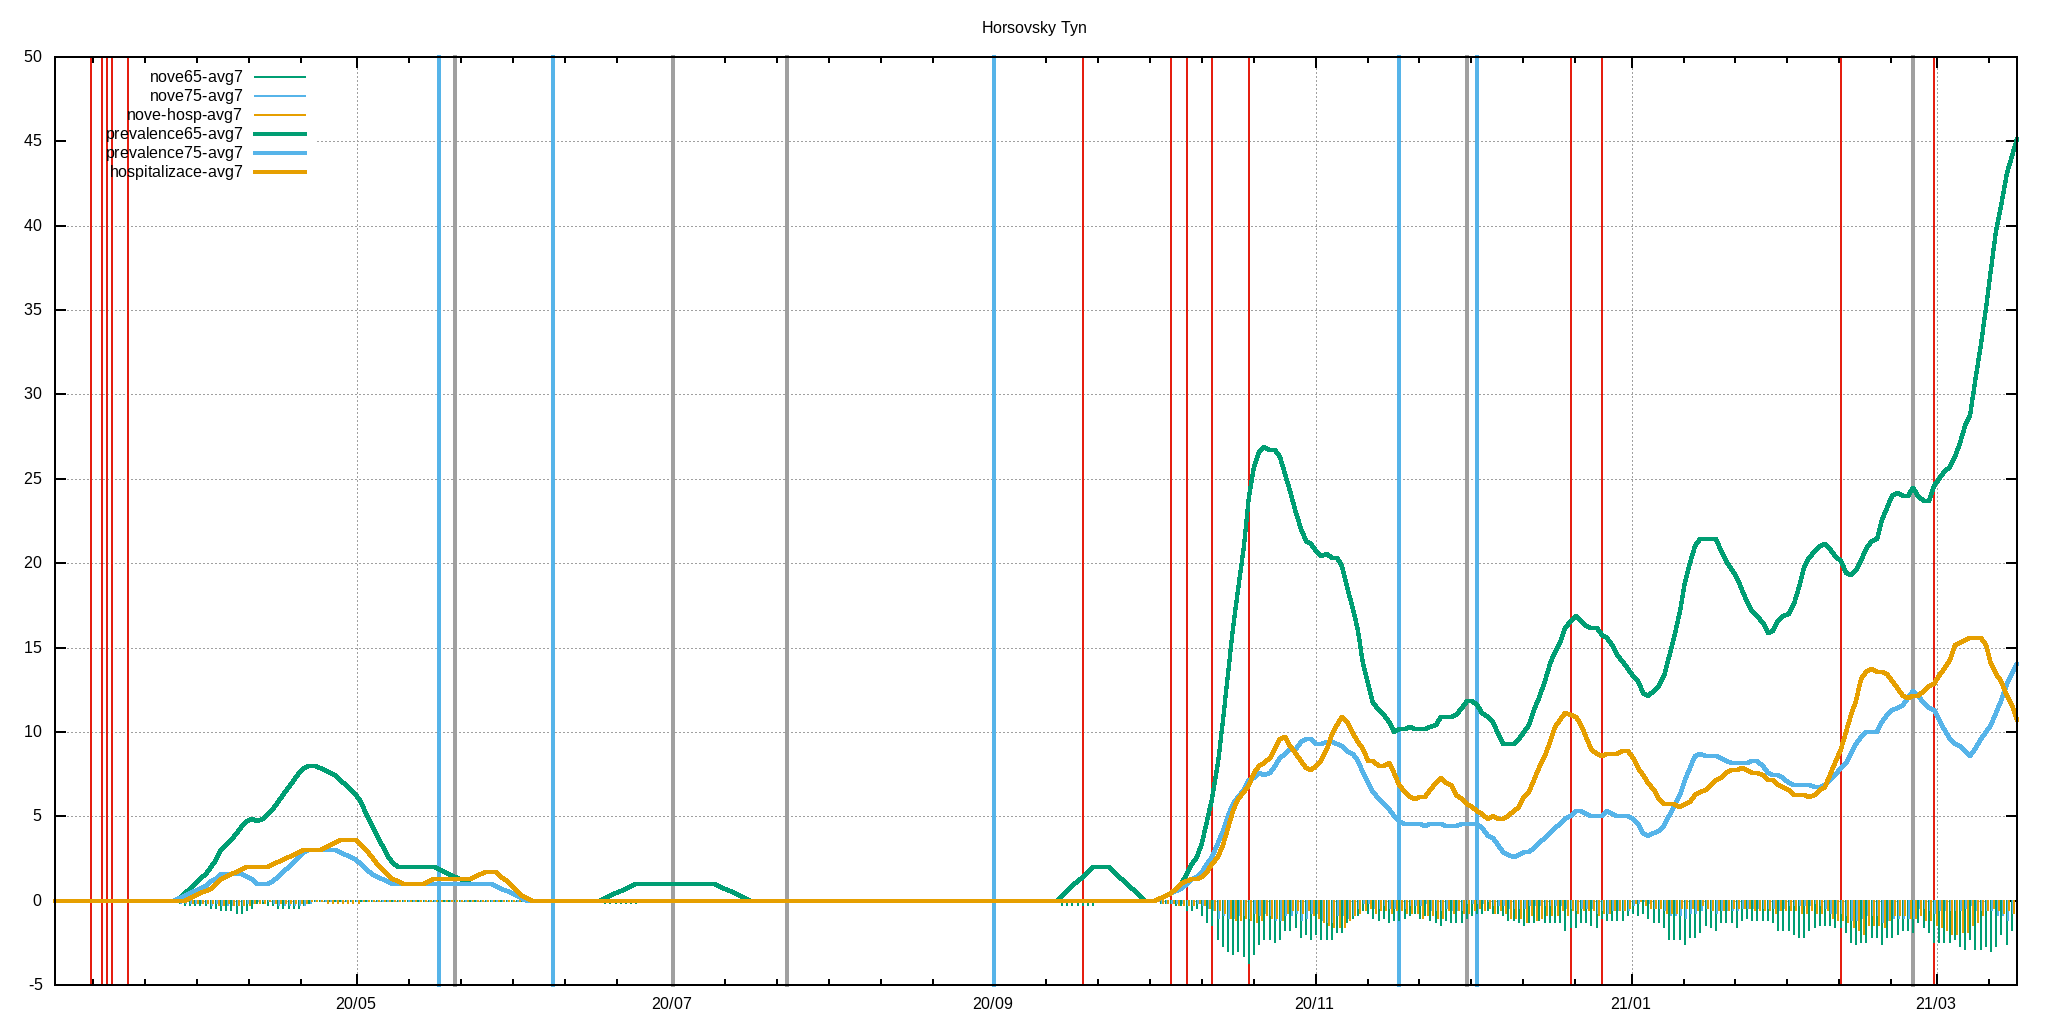 Horsovsky Tyn
50
nove65-avg7
nove75-avg7
nove-hosp-avg7
prevalence65-avg7
prevalence75-avg7
hospitalizace-avg7
45
40
35
30
25
20
15
10
5
0
-5
20/05 20/07 20/09 20/11 21/01 21/03